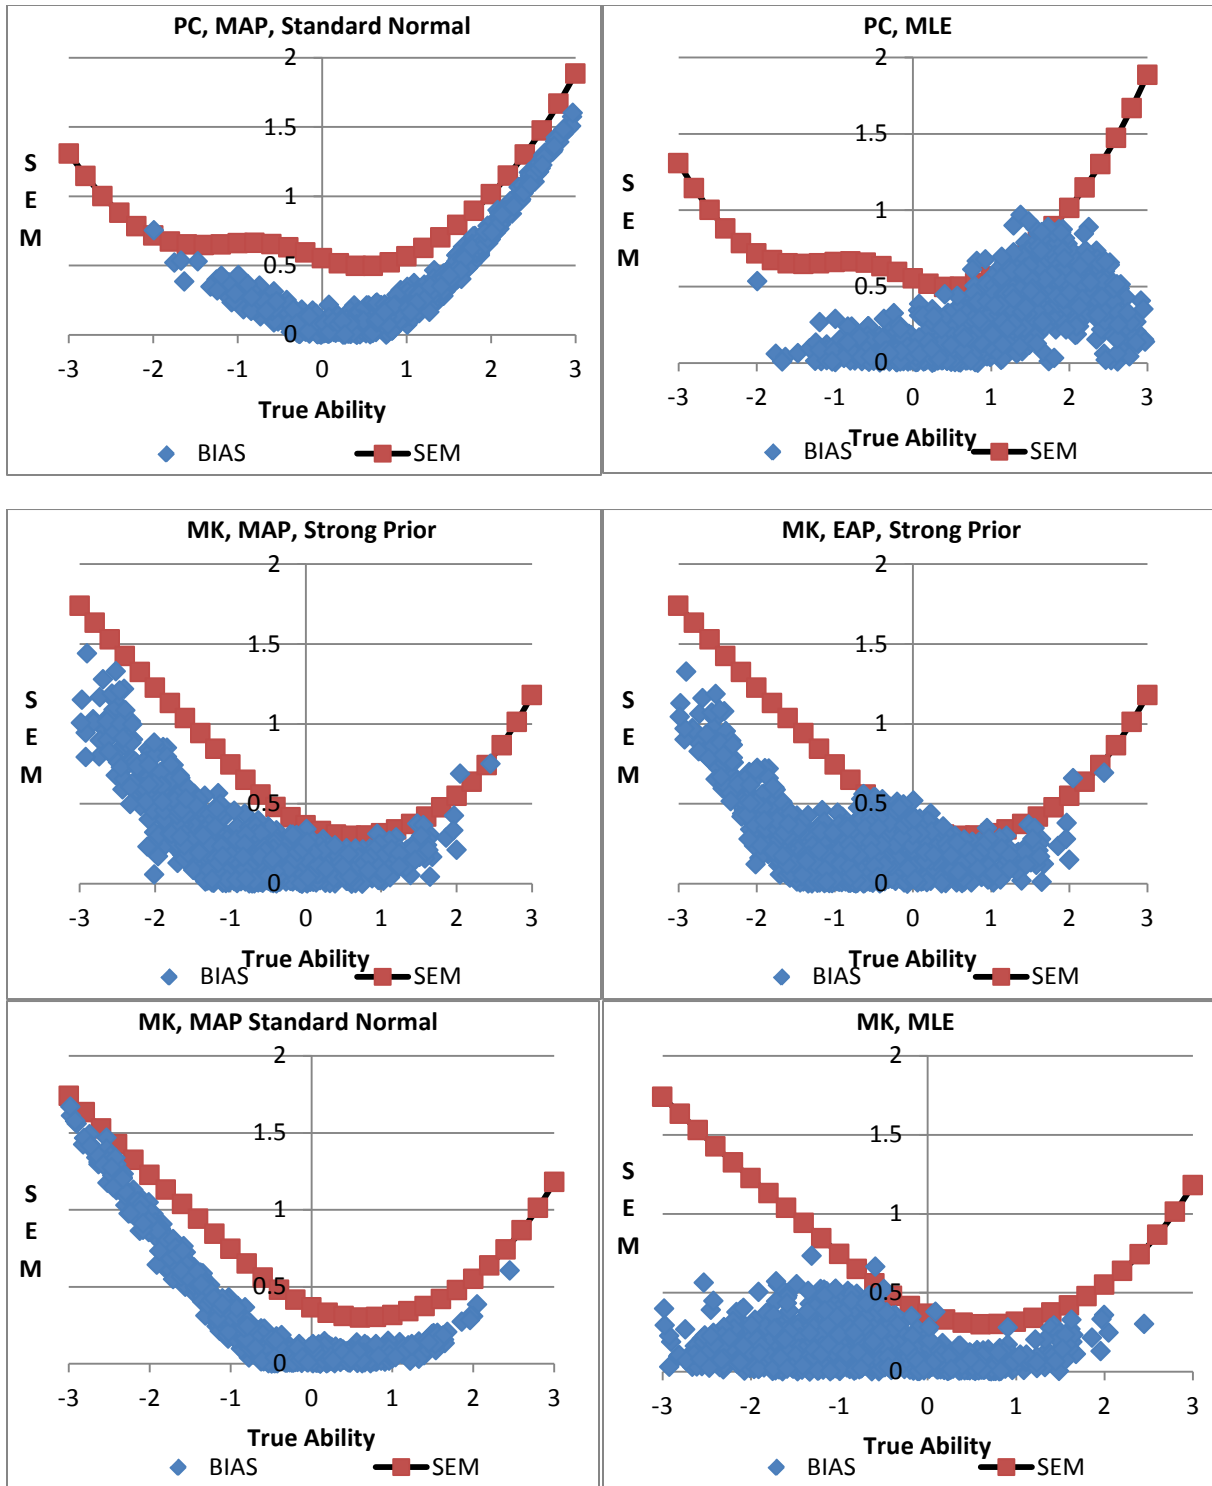 PC, MAP, Standard Normal
2
1.5
1
0.5
0
-3 -2 -1 0 1 2 3
S
E
M
True Ability
BIAS SEM
PC, MLE
2
1.5
1
0.5
0
-3 -2 -1 0 1 2 3
S
E
M
True Ability
BIAS SEM
MK, MAP, Strong Prior
2
1.5
1
0.5
0
-3 -2 -1 0 1 2 3
S
E
M
True Ability
BIAS SEM
MK, EAP, Strong Prior
2
1.5
1
0.5
0
-3 -2 -1 0 1 2 3
S
E
M
True Ability
BIAS SEM
MK, MAP Standard Normal
2
1.5
1
0.5
0
-3 -2 -1 0 1 2 3
S
E
M
True Ability
BIAS SEM
MK, MLE
2
1.5
1
0.5
0
-3 -2 -1 0 1 2 3
S
E
M
True Ability
BIAS SEM